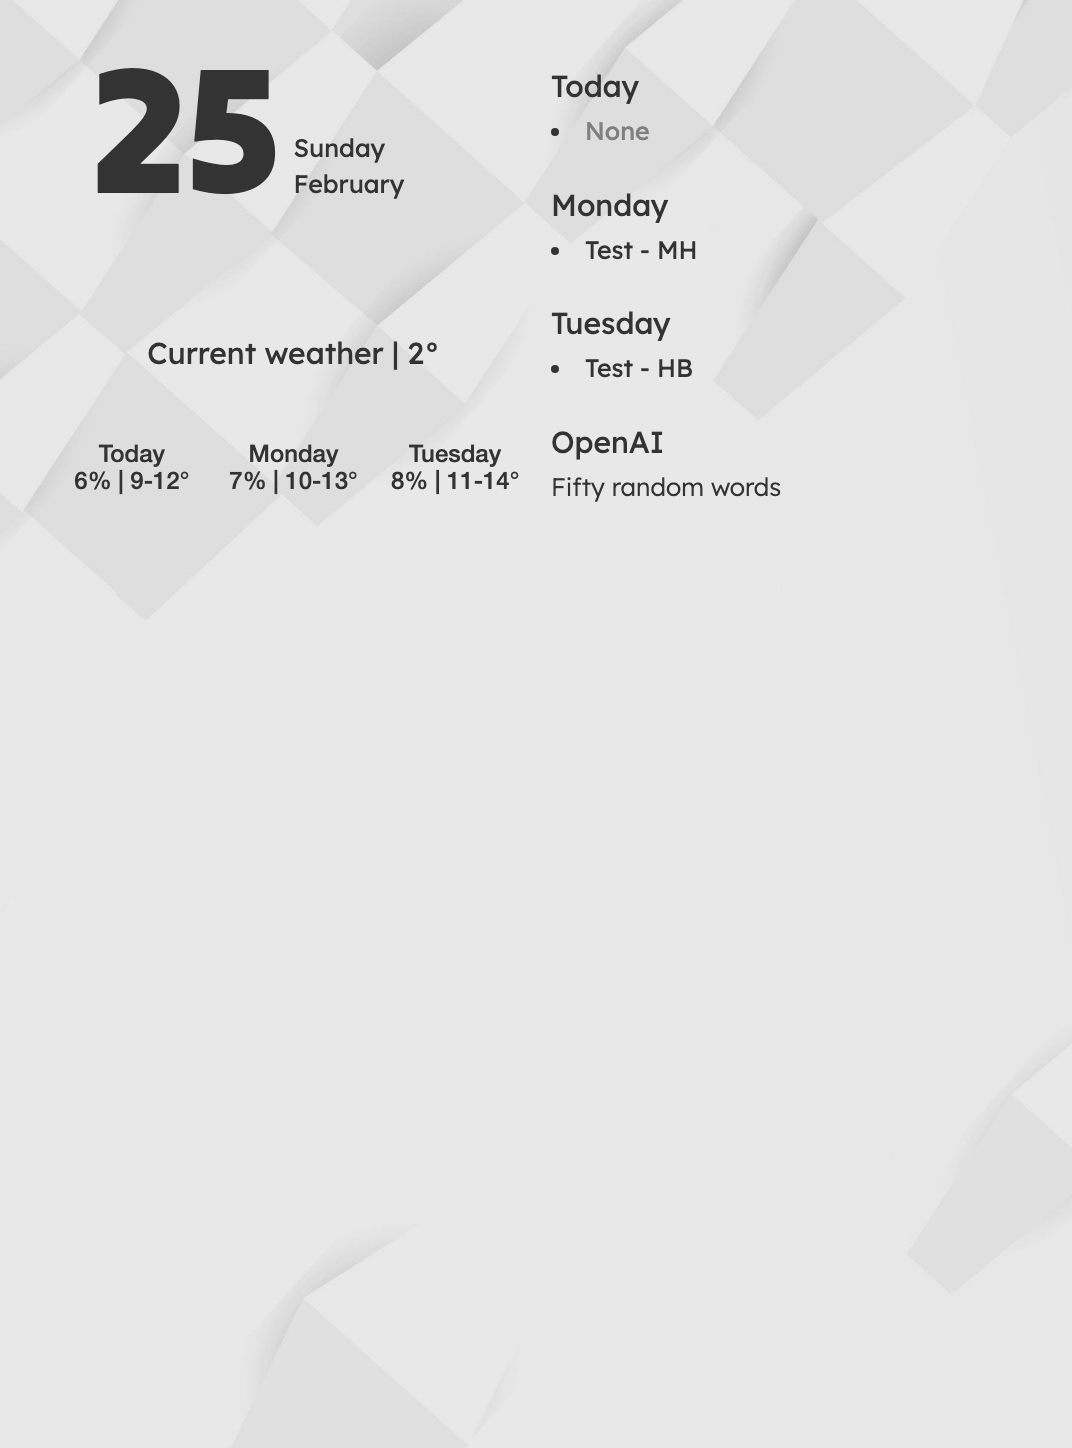 25
Sunday
February
Current weather | 2°
Today
6% | 9-12°
Monday
7% | 10-13°
Tuesday
8% | 11-14°
Today
• None
Monday
• Test - MH
Tuesday
• Test - HB
OpenAI
Fifty random words